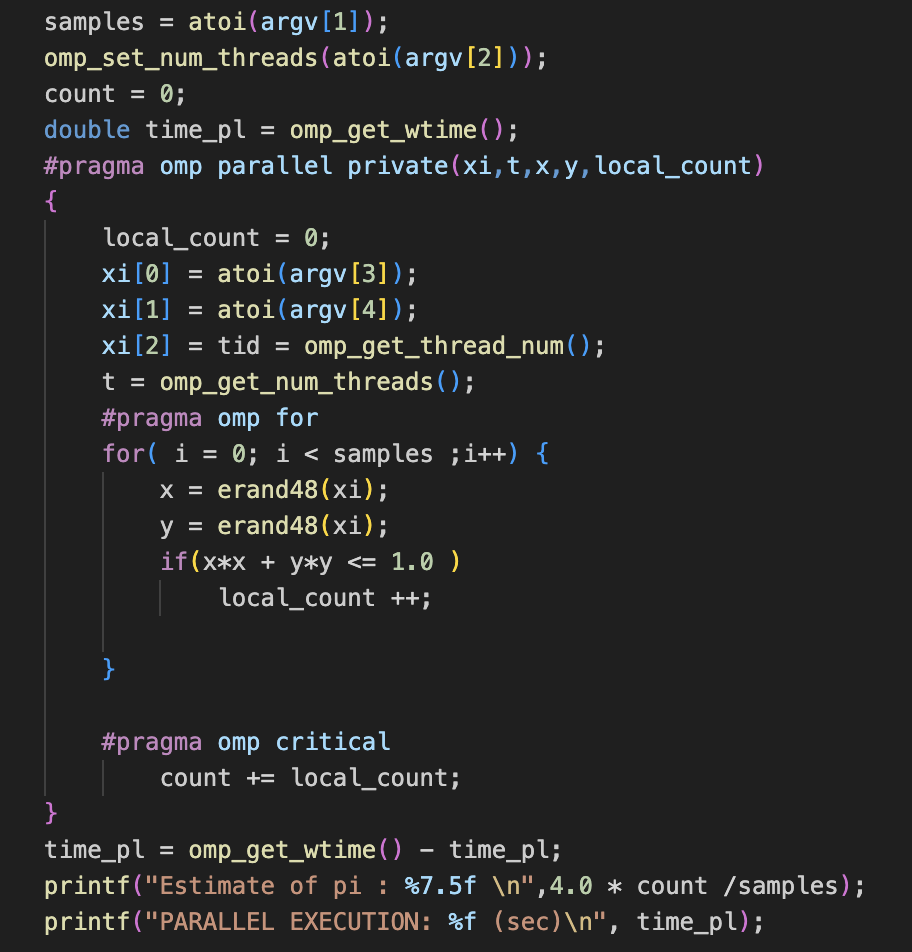 samples = atoi(argv[1]);
omp_set_num_threads(atoi(argv[2]));
count = 0;
double time_pl = omp_get_wtime();
#pragma omp parallel private(xi,t,x,y,local_count)
{
    local_count = 0;
    xi[0] = atoi(argv[3]);
    xi[1] = atoi(argv[4]);
    xi[2] = tid = omp_get_thread_num();
    t = omp_get_num_threads();
    #pragma omp for
    for( i = 0; i < samples ;i++) {
        x = erand48(xi);
        y = erand48(xi);
        if(x*x + y*y <= 1.0 )
            local_count ++;
    }
    #pragma omp critical
        count += local_count;
}
time_pl = omp_get_wtime() - time_pl;
printf("Estimate of pi : %7.5f \n",4.0 * count /samples);
printf("PARALLEL EXECUTION: %f (sec)\n", time_pl);